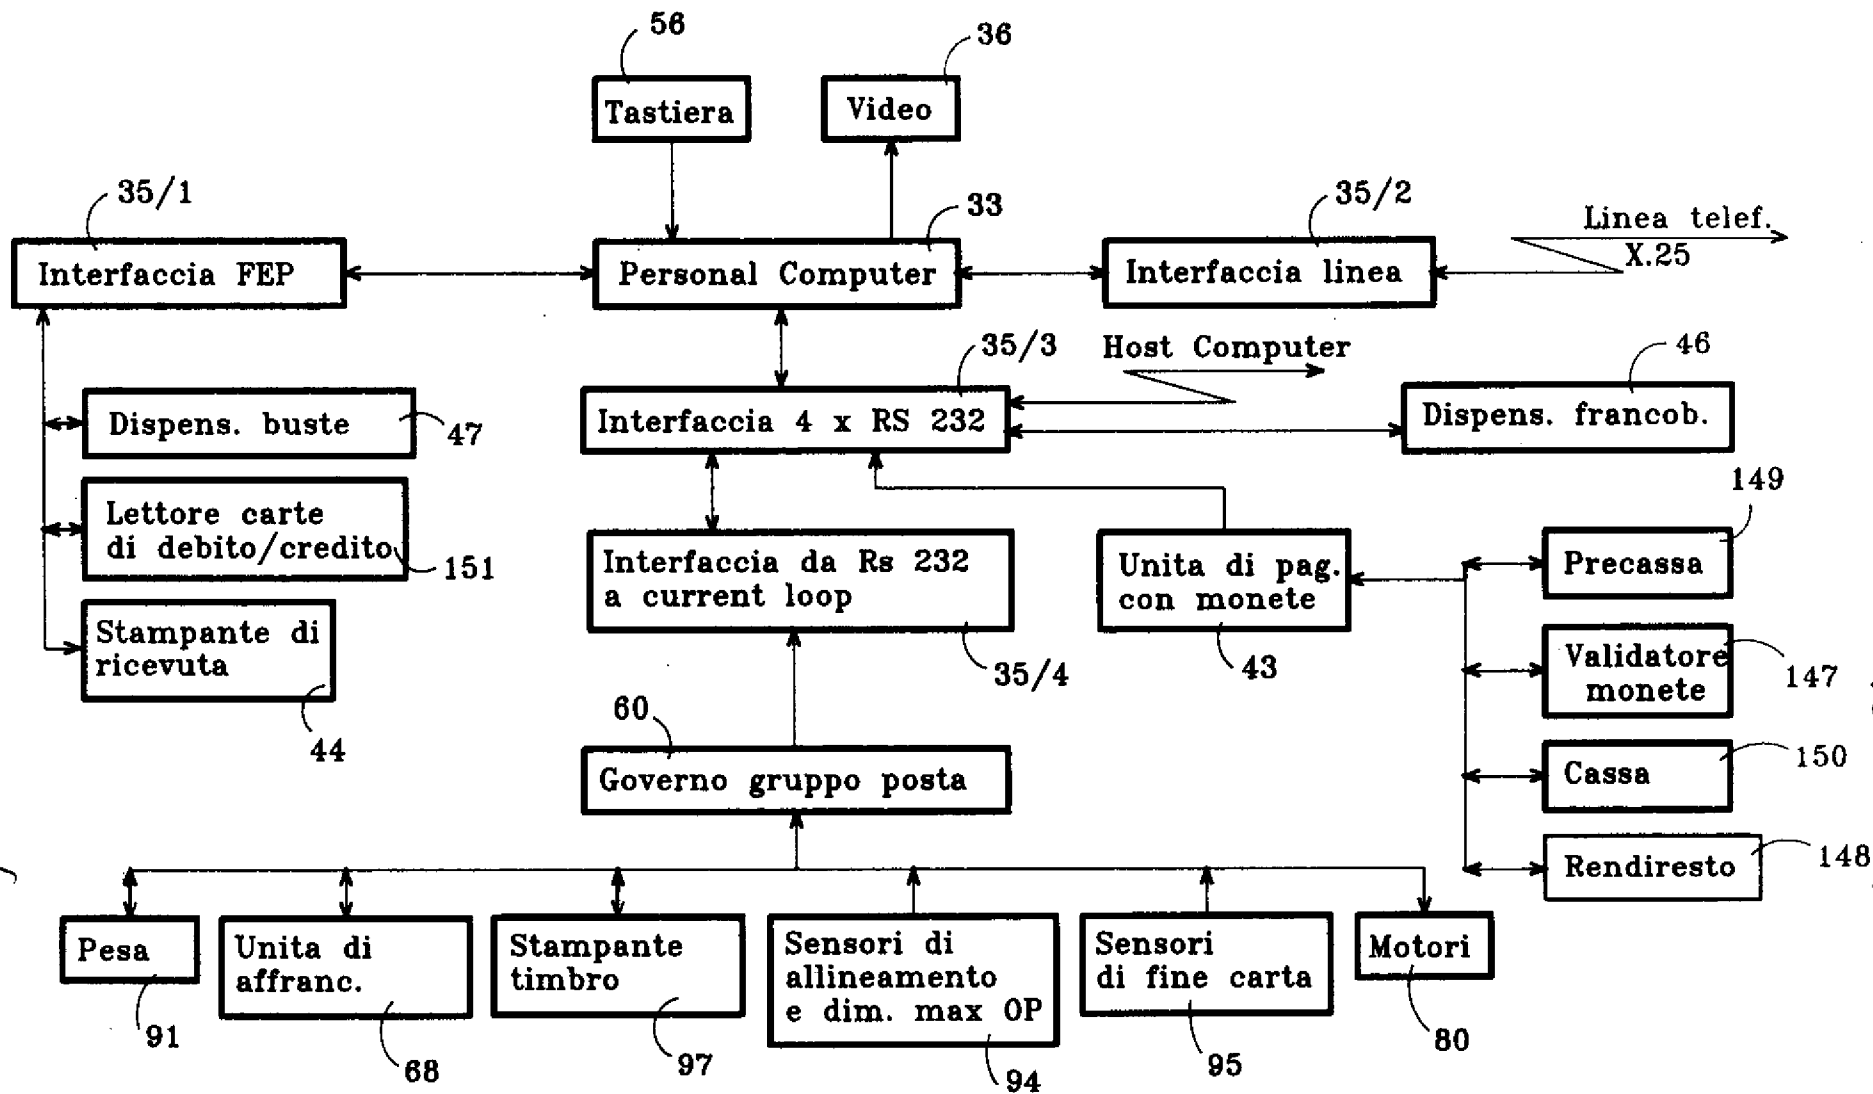 56
36
Tastiera
Video
35/1
33
35/2
Linea telef.
X.25
Interfaccia FEP
Personal Computer
Interfaccia linea
35/3
Host Computer
46
Dispens. buste
47
Interfaccia 4 x RS 232
Dispens. francob.
149
Lettore carte
di debito/credito
151
Interfaccia da Rs 232
a current loop
35/4
Unita di pag.
con monete
43
Precassa
Stampante di
ricevuta
44
Validatore
monete
147
60
Governo gruppo posta
Cassa
150
Rendiresto
148
Pesa
91
Unita di
affranc.
68
Stampante
timbro
97
Sensori di
allineamento
e dim. max OP
94
Sensori
di fine carta
95
Motori
80